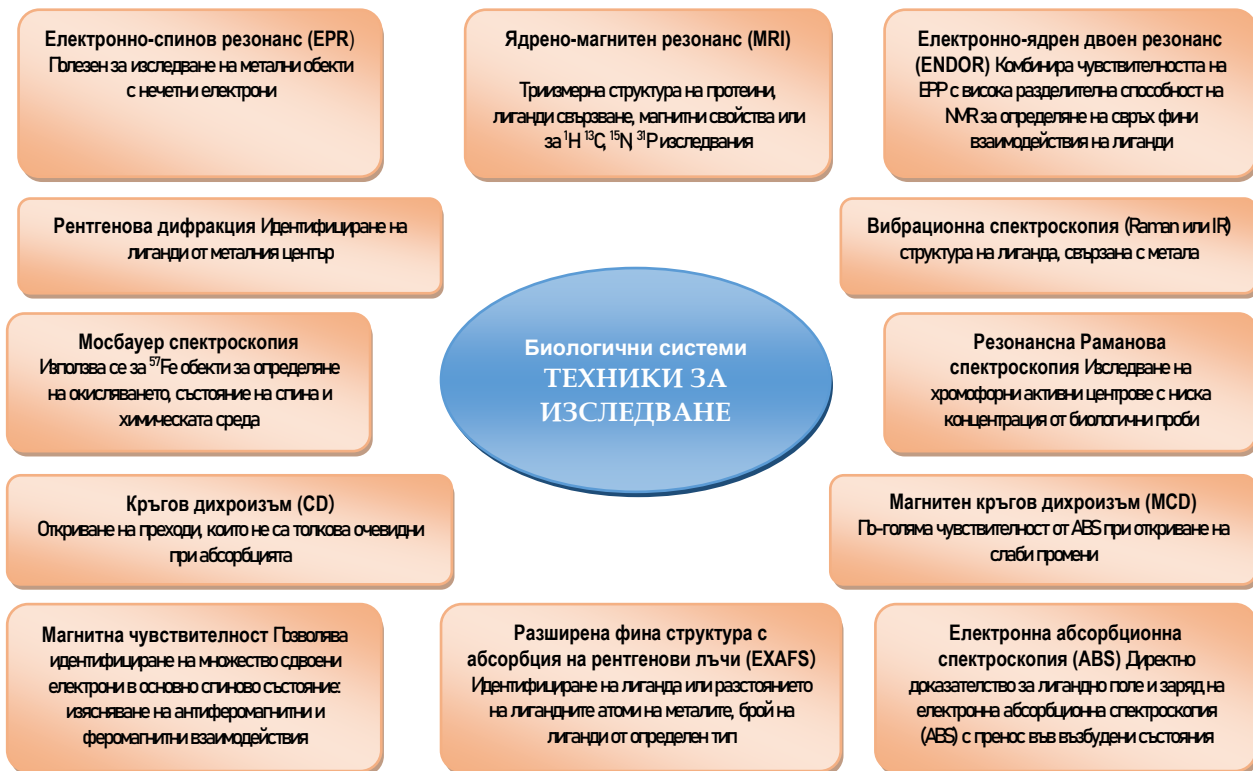 Електронно-спинов резонанс (EPR)
Полезен за изследване на метални обекти
с нечетни електрони
Ядрено-магнитен резонанс (MRI)
Триизмерна структура на протеини,
лиганди свързване, магнитни свойства или
за ¹H ¹³C, ¹⁵N, ³¹P изследвания
Електронно-ядрен двоен резонанс
(ENDOR) Комбинира чувствителността на
EPP с висока разделителна способност на
NMR за определяне на свръх фини
взаимодействия на лиганди
Рентгенова дифракция Идентифициране на
лиганди от металния център
Вибрационна спектроскопия (Raman или IR)
структура на лиганда, свързана с метала
Мосбауер спектроскопия
Използва се за ⁵⁷Fe обекти за определяне
на окисляването, състояние на спина и
химическата среда
Биологични системи
ТЕХНИКИ ЗА
ИЗСЛЕДВАНЕ
Резонансна Раманова
спектроскопия Изследване на
хромофорни активни центрове с ниска
концентрация от биологични проби
Кръгов дихроизъм (CD)
Откриване на преходи, които не са толкова очевидни
при абсорбцията
Магнитен кръгов дихроизъм (MCD)
По-голяма чувствителност от ABS при откриване на
слаби промени
Магнитна чувствителност Позволява
идентифициране на множество сдвоени
електрони в основно спиново състояние:
изясняване на антиферомагнитни и
феромагнитни взаимодействия
Разширена фина структура с
абсорбция на рентгенови лъчи (EXAFS)
Идентифициране на лиганда или разстоянието
на лигандните атоми на металите, брой на
лиганди от определен тип
Електронна абсорбционна
спектроскопия (ABS) Директно
доказателство за лигандно поле и заряд на
електронна абсорбционна спектроскопия
(ABS) с пренос във възбудени състояния